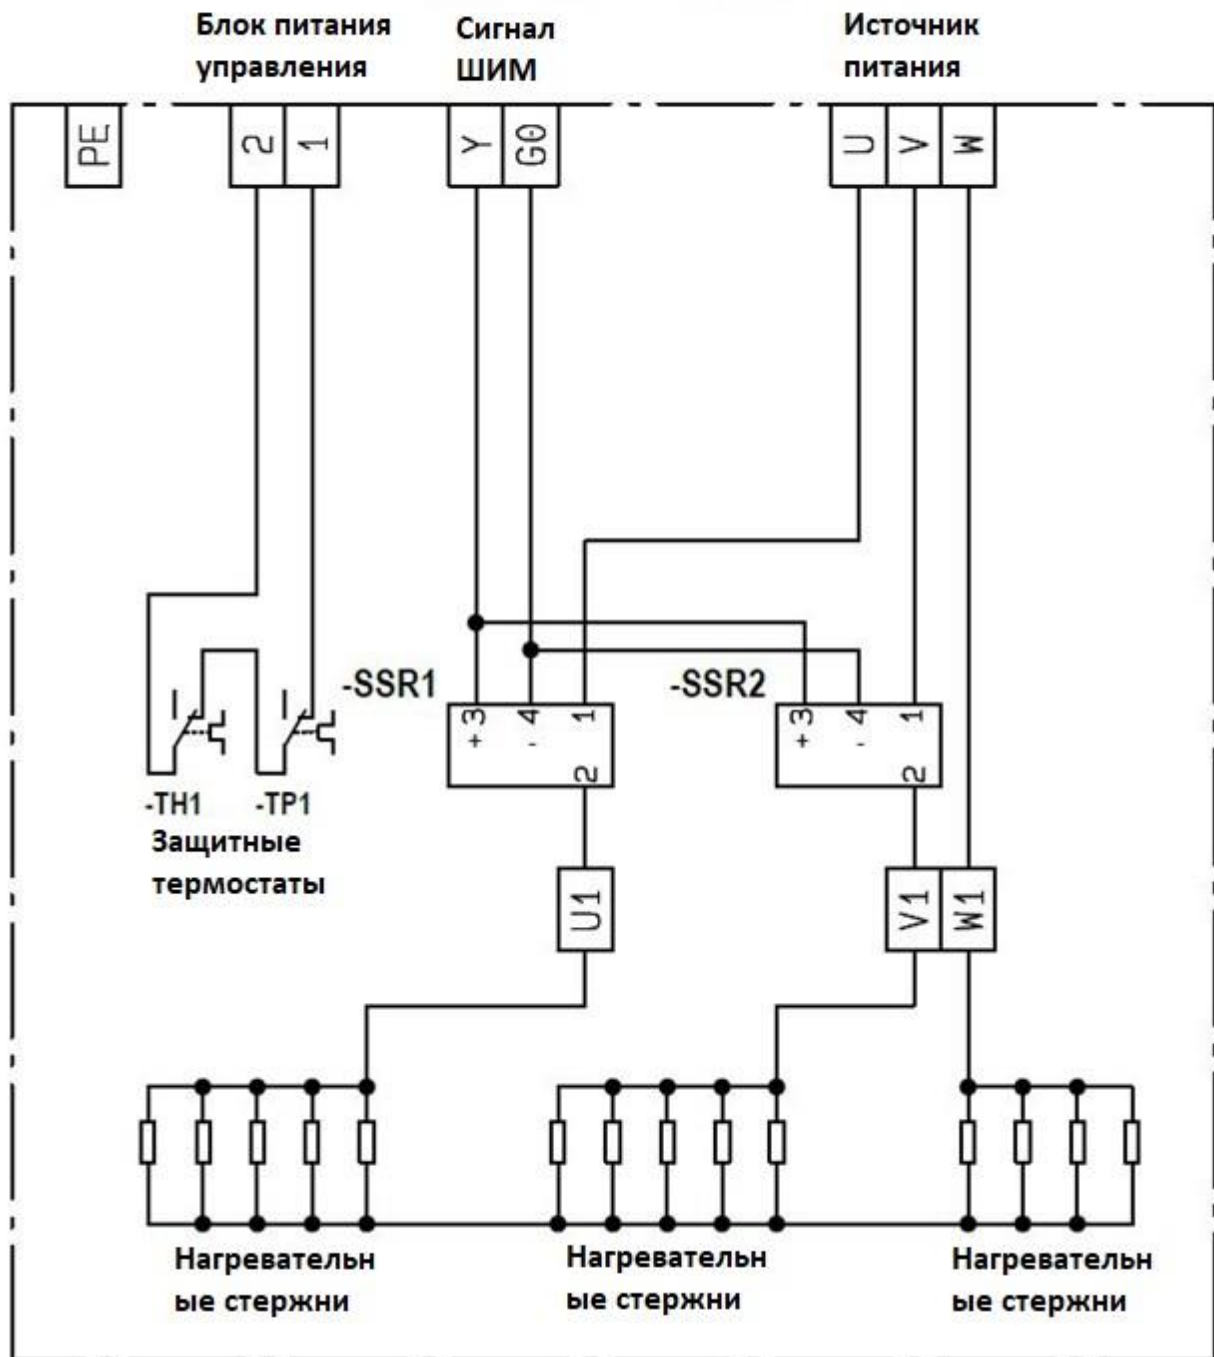 Блок питания
управления
Сигнал
ШИМ
Источник
питания
PE
2
1
Y
G0
U
V
W
-SSR1
-SSR2
3
4
1
+
-
2
3
4
1
+
-
2
-TH1
-TP1
Защитные
термостаты
U1
V1
W1
Нагревательн
ые стержни
Нагревательн
ые стержни
Нагревательн
ые стержни